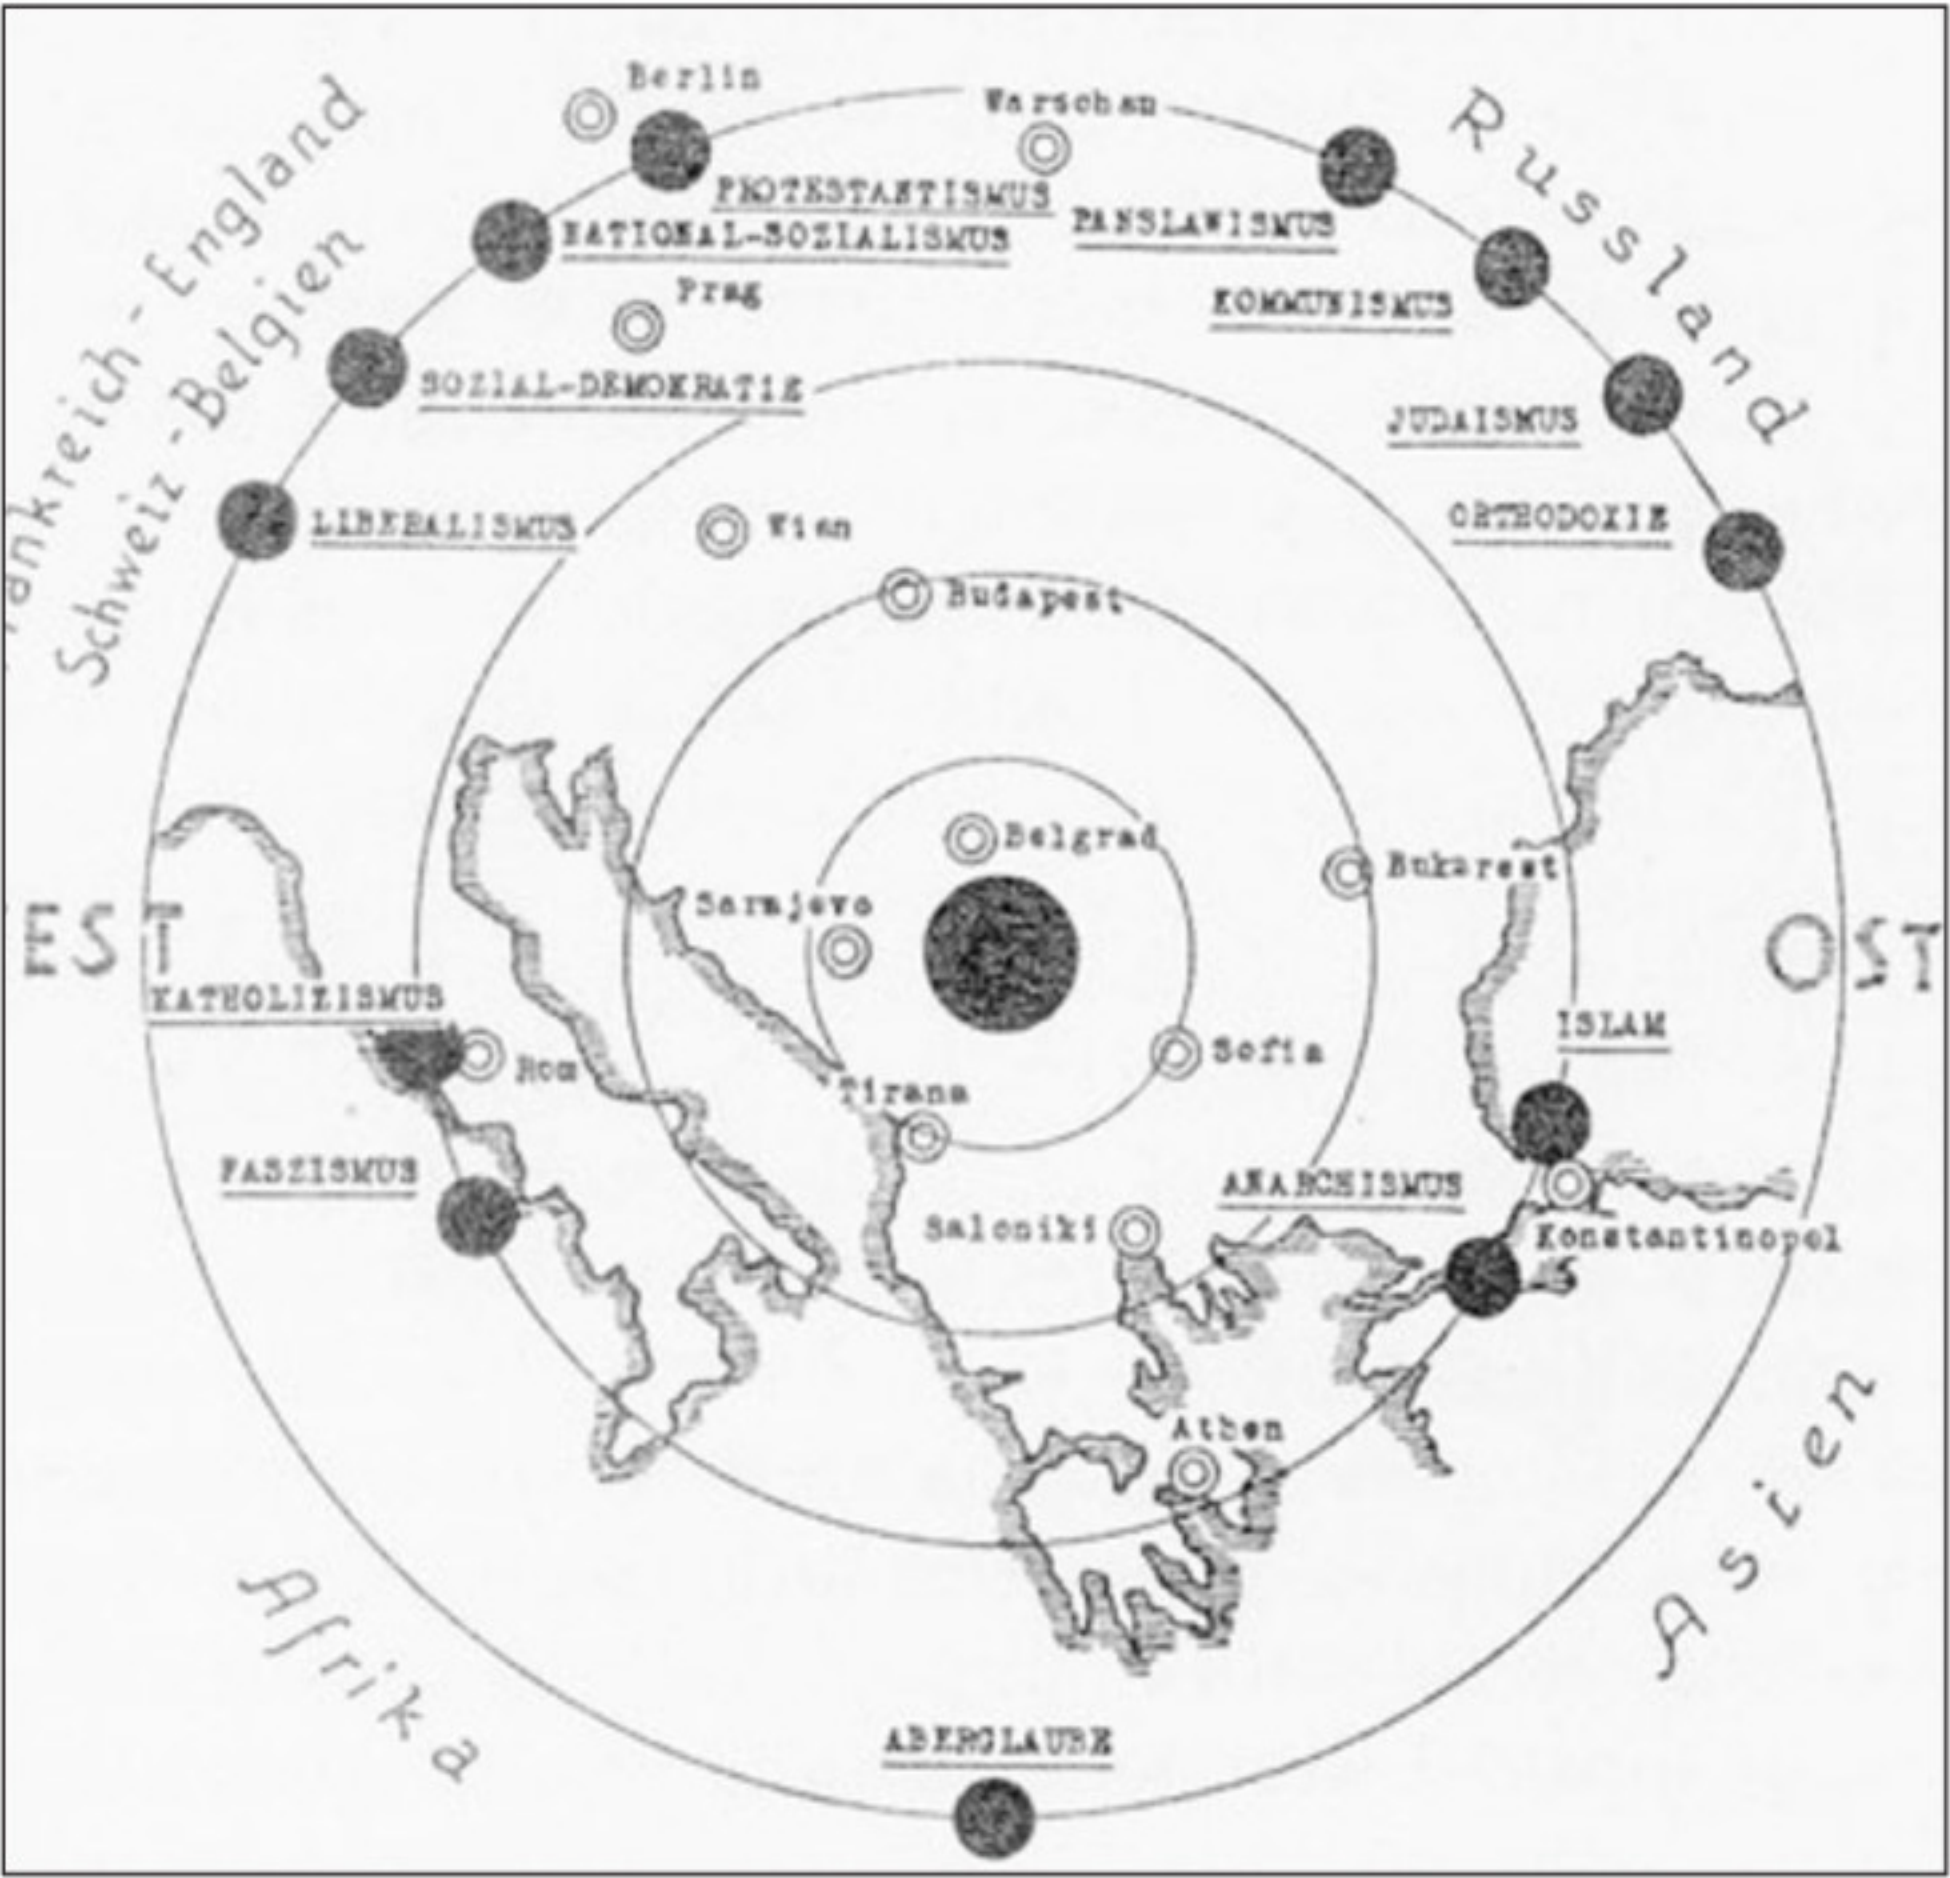 Berlin
Warschau
Russland
Frankreich - England
Schweiz - Belgien
PROTESTANTISMUS
NATIONAL-SOZIALISMUS
PANSLAWISMUS
Prag
KOMMUNISMUS
SOZIAL-DEMOKRATIE
JUDAISMUS
LIBERALISMUS
ORTHODOXIE
Wien
Budapest
Belgrad
Bukarest
Sarajevo
EST
OST
KATHOLIZISMUS
ISLAM
Rom
Sofia
Tirana
FASZISMUS
ANARCHISMUS
Saloniki
Konstantinopel
Athen
Afrika
Asien
ABERGLAUBE